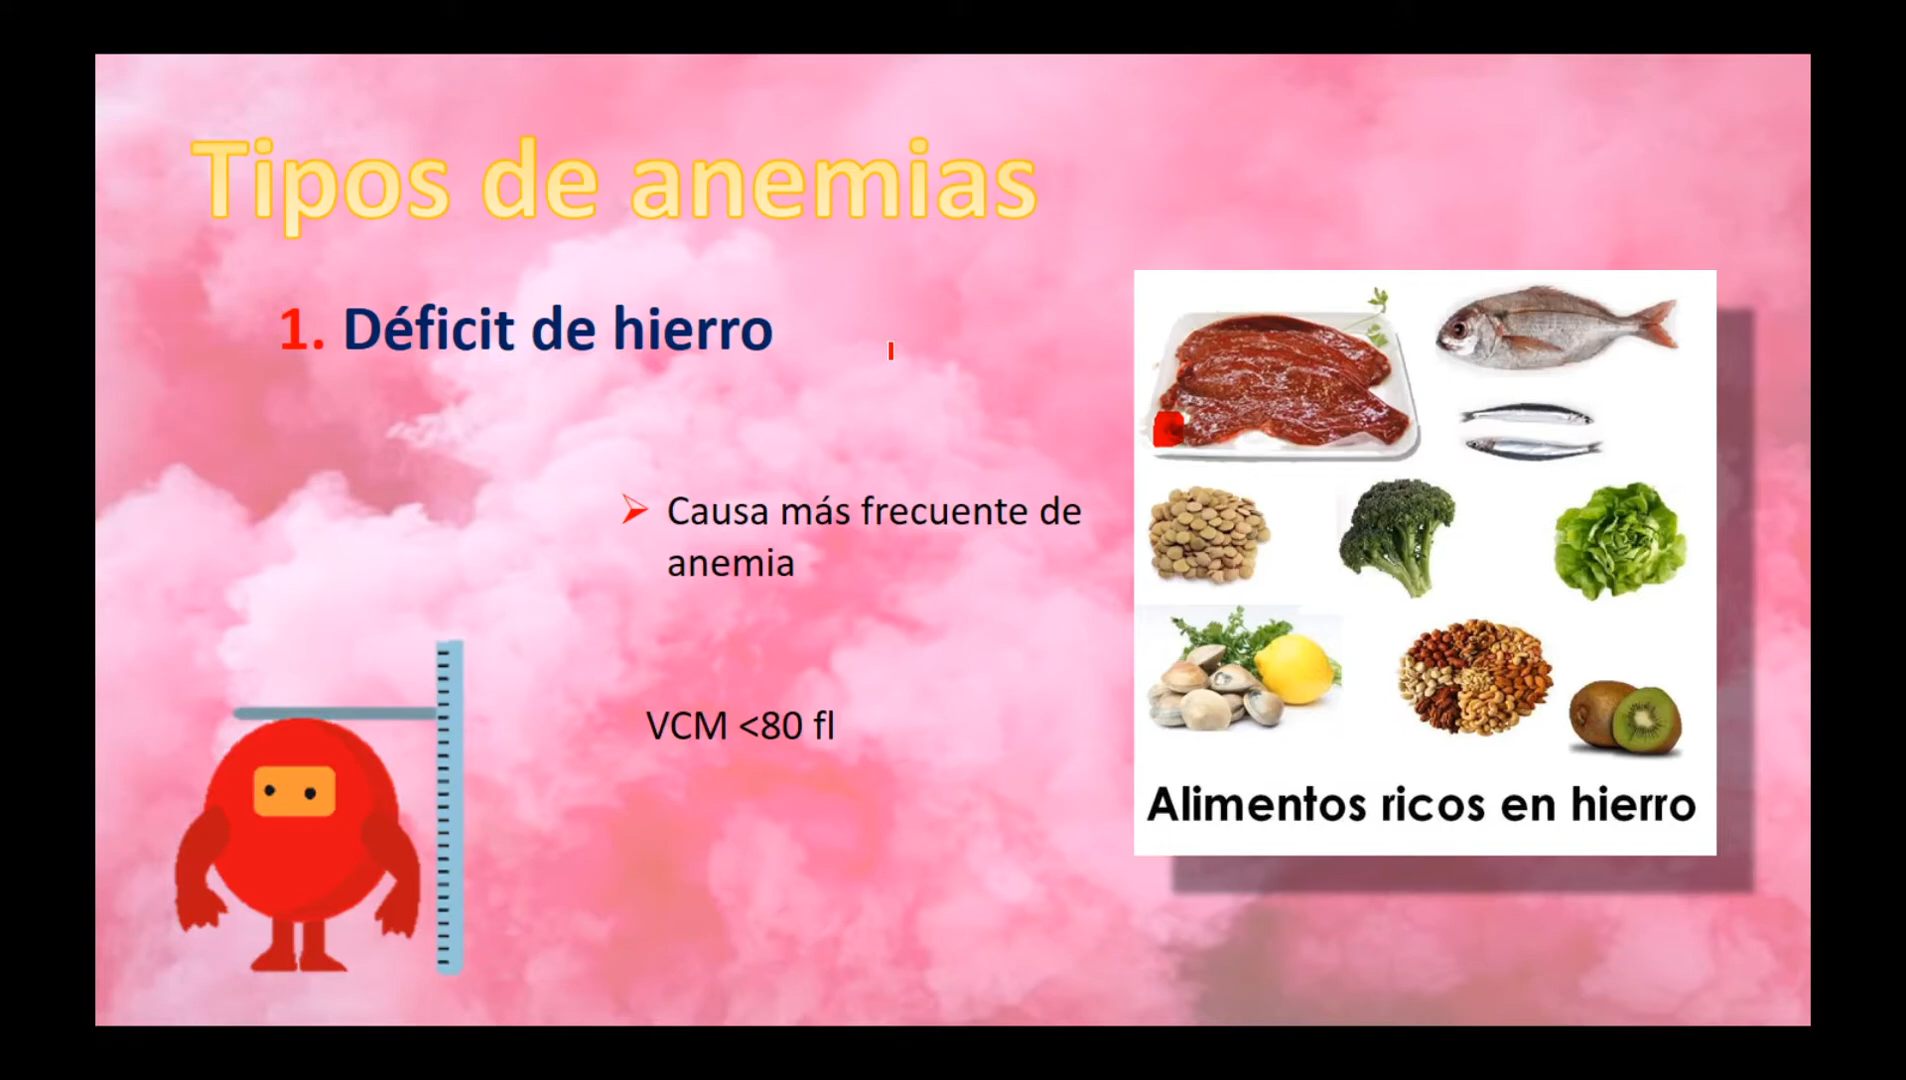 Tipos de anemias
1. Déficit de hierro
Causa más frecuente de
anemia
VCM <80 fl
Alimentos ricos en hierro